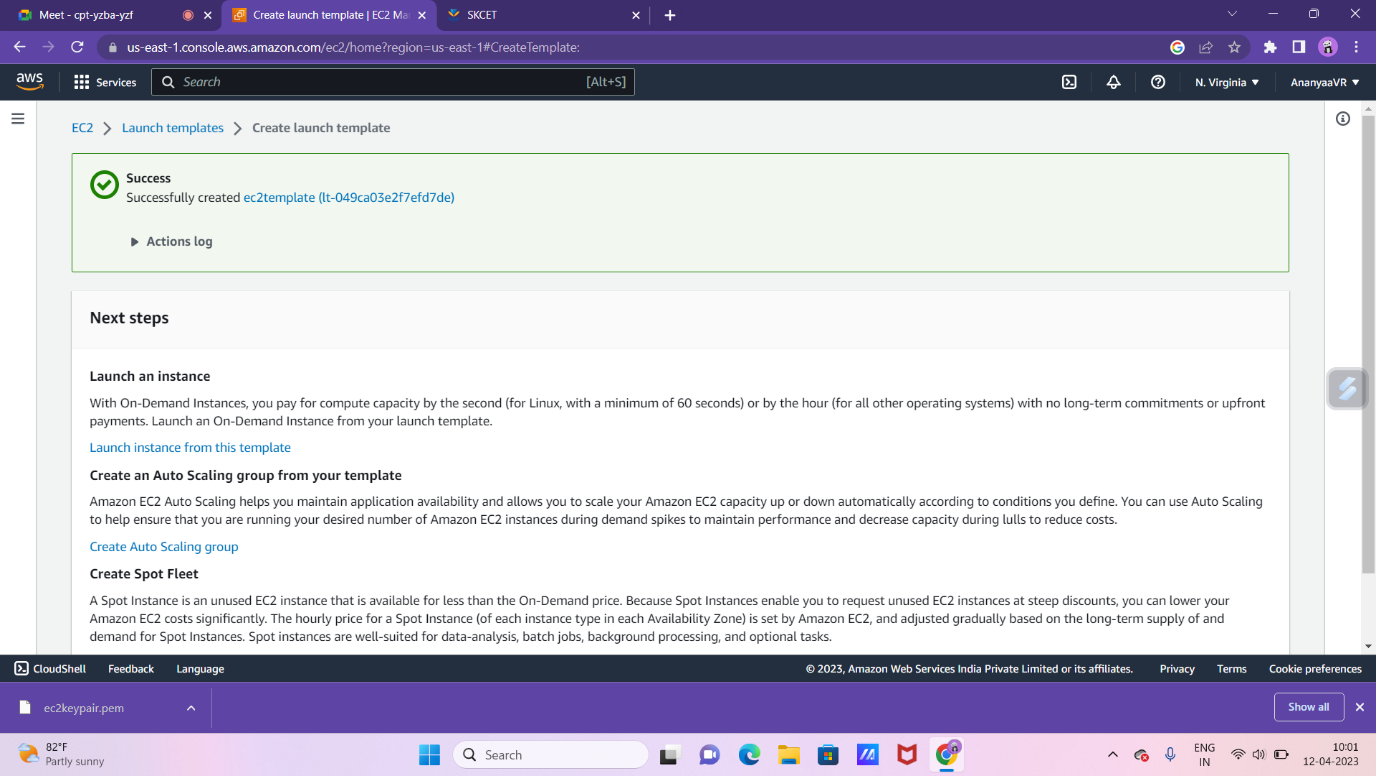 Meet - cpt-yzba-yzf
Create launch template | EC2 Ma
SKCET
us-east-1.console.aws.amazon.com/ec2/home?region=us-east-1#CreateTemplate:
aws
Services
Search
[Alt+S]
N. Virginia
AnanyaaVR
EC2
Launch templates
Create launch template
Success
Successfully created ec2template (lt-049ca03e2f7efd7de)
Actions log
Next steps
Launch an instance
With On-Demand Instances, you pay for compute capacity by the second (for Linux, with a minimum of 60 seconds) or by the hour (for all other operating systems) with no long-term commitments or upfront
payments. Launch an On-Demand Instance from your launch template.
Launch instance from this template
Create an Auto Scaling group from your template
Amazon EC2 Auto Scaling helps you maintain application availability and allows you to scale your Amazon EC2 capacity up or down automatically according to conditions you define. You can use Auto Scaling
to help ensure that you are running your desired number of Amazon EC2 instances during demand spikes to maintain performance and decrease capacity during lulls to reduce costs.
Create Auto Scaling group
Create Spot Fleet
A Spot Instance is an unused EC2 instance that is available for less than the On-Demand price. Because Spot Instances enable you to request unused EC2 instances at steep discounts, you can lower your
Amazon EC2 costs significantly. The hourly price for a Spot Instance (of each instance type in each Availability Zone) is set by Amazon EC2, and adjusted gradually based on the long-term supply of and
demand for Spot Instances. Spot instances are well-suited for data-analysis, batch jobs, background processing, and optional tasks.
CloudShell
Feedback
Language
© 2023, Amazon Web Services India Private Limited or its affiliates.
Privacy
Terms
Cookie preferences
ec2keypair.pem
Show all
82°F
Partly sunny
Search
ENG
IN
10:01
12-04-2023